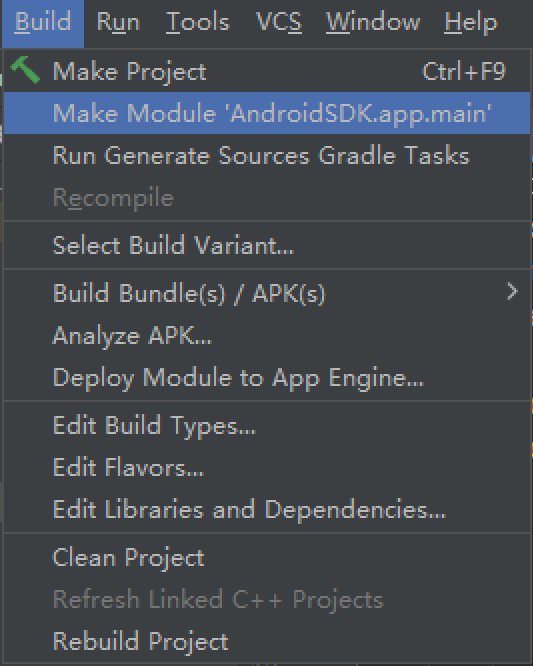 Build Run Tools VCS Window Help
Make Project Ctrl+F9
Make Module 'AndroidSDK.app.main'
Run Generate Sources Gradle Tasks
Recompile
Select Build Variant...
Build Bundle(s) / APK(s)
Analyze APK...
Deploy Module to App Engine...
Edit Build Types...
Edit Flavors...
Edit Libraries and Dependencies...
Clean Project
Refresh Linked C++ Projects
Rebuild Project